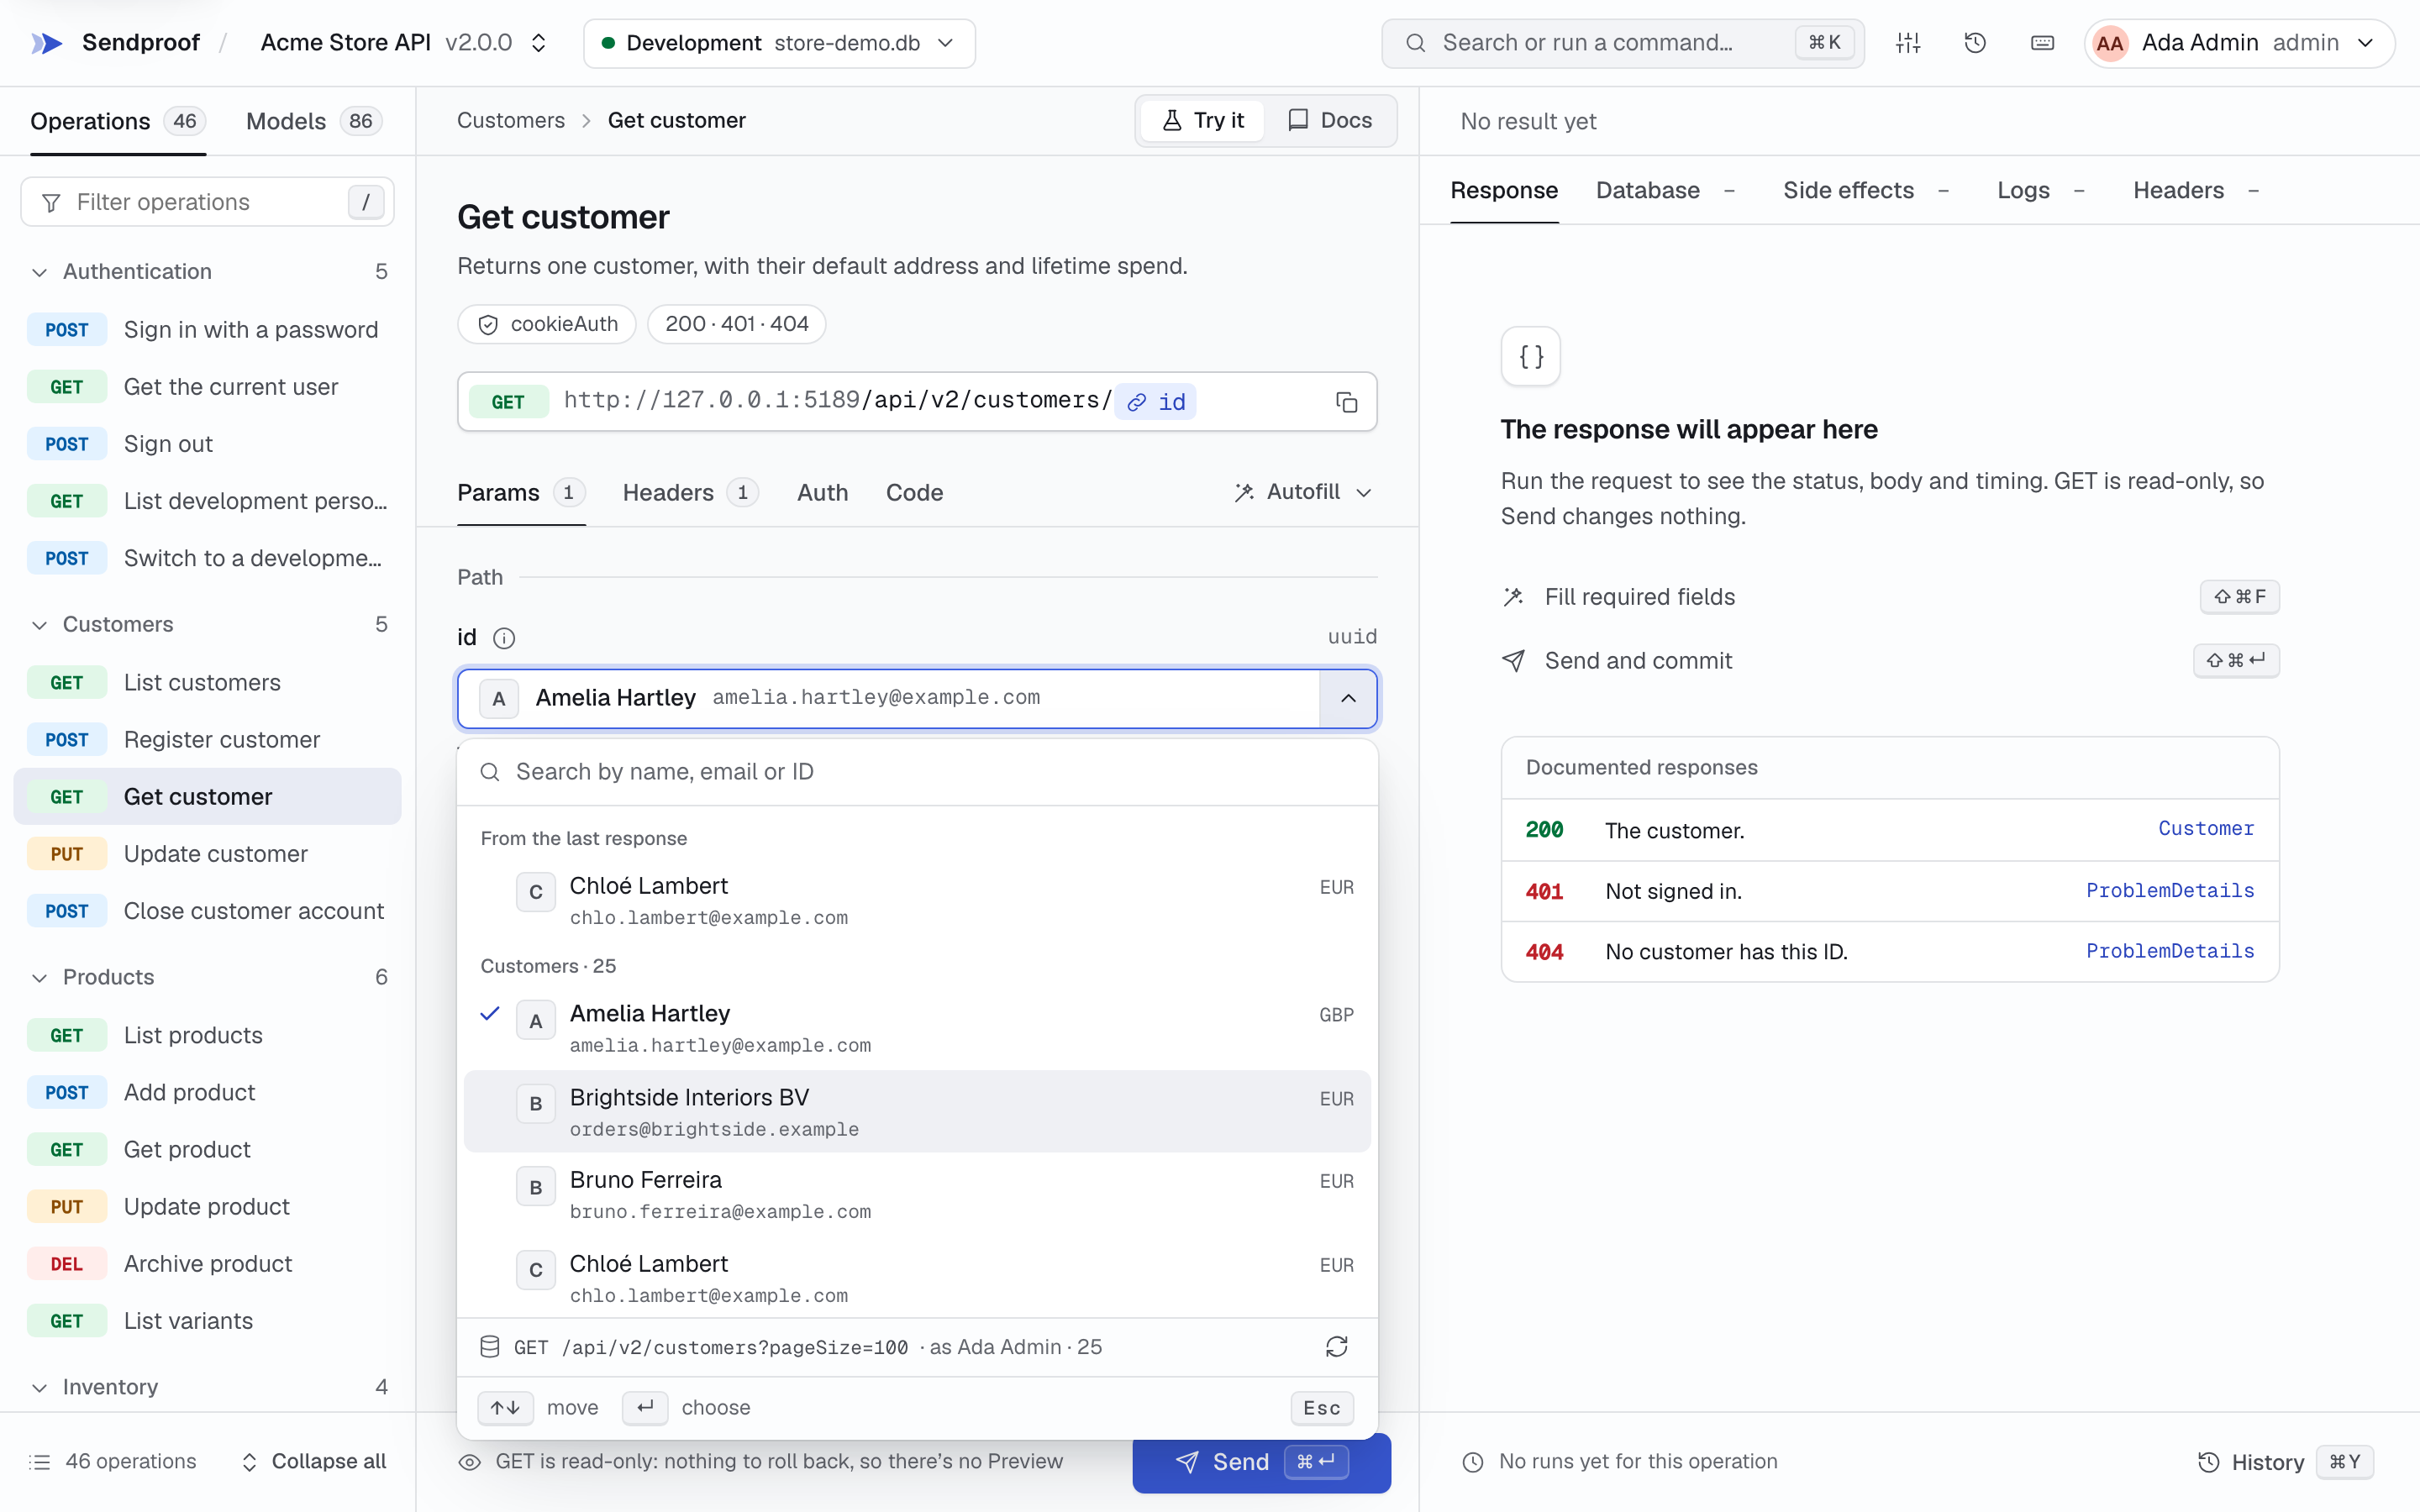 Sendproof / Acme Store API v2.0.0
Development store-demo.db
Search or run a command... ⌘K
AA Ada Admin admin
Operations 46 Models 86
Filter operations /
Authentication 5
POST Sign in with a password
GET Get the current user
POST Sign out
GET List development perso...
POST Switch to a developme...
Customers 5
GET List customers
POST Register customer
GET Get customer
PUT Update customer
POST Close customer account
Products 6
GET List products
POST Add product
GET Get product
PUT Update product
DEL Archive product
GET List variants
Inventory 4
46 operations Collapse all
Customers > Get customer
Try it Docs
Get customer
Returns one customer, with their default address and lifetime spend.
cookieAuth 200 · 401 · 404
GET http://127.0.0.1:5189/api/v2/customers/ id
Params 1 Headers 1 Auth Code Autofill
Path
id uuid
A Amelia Hartley amelia.hartley@example.com
Search by name, email or ID
From the last response
C Chloé Lambert EUR
chlo.lambert@example.com
Customers · 25
A Amelia Hartley GBP
amelia.hartley@example.com
B Brightside Interiors BV EUR
orders@brightside.example
B Bruno Ferreira EUR
bruno.ferreira@example.com
C Chloé Lambert EUR
chlo.lambert@example.com
GET /api/v2/customers?pageSize=100 · as Ada Admin · 25
↑↓ move ↵ choose Esc
GET is read-only: nothing to roll back, so there's no Preview
Send ⌘↵
No result yet
Response Database – Side effects – Logs – Headers –
{}
The response will appear here
Run the request to see the status, body and timing. GET is read-only, so
Send changes nothing.
Fill required fields ⇧⌘F
Send and commit ⇧⌘↵
Documented responses
200 The customer. Customer
401 Not signed in. ProblemDetails
404 No customer has this ID. ProblemDetails
No runs yet for this operation
History ⌘Y